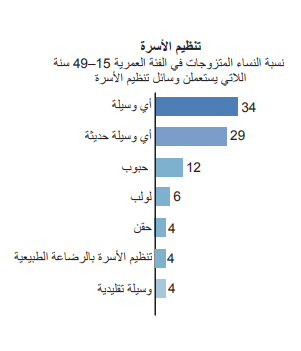 تنظيم الأسرة
نسبة النساء المتزوجات في الفئة العمرية 15–49 سنة
اللاتي يستعملن وسائل تنظيم الأسرة
أي وسيلة 34
أي وسيلة حديثة 29
حبوب 12
لولب 6
حقن 4
تنظيم الأسرة بالرضاعة الطبيعية 4
وسيلة تقليدية 4